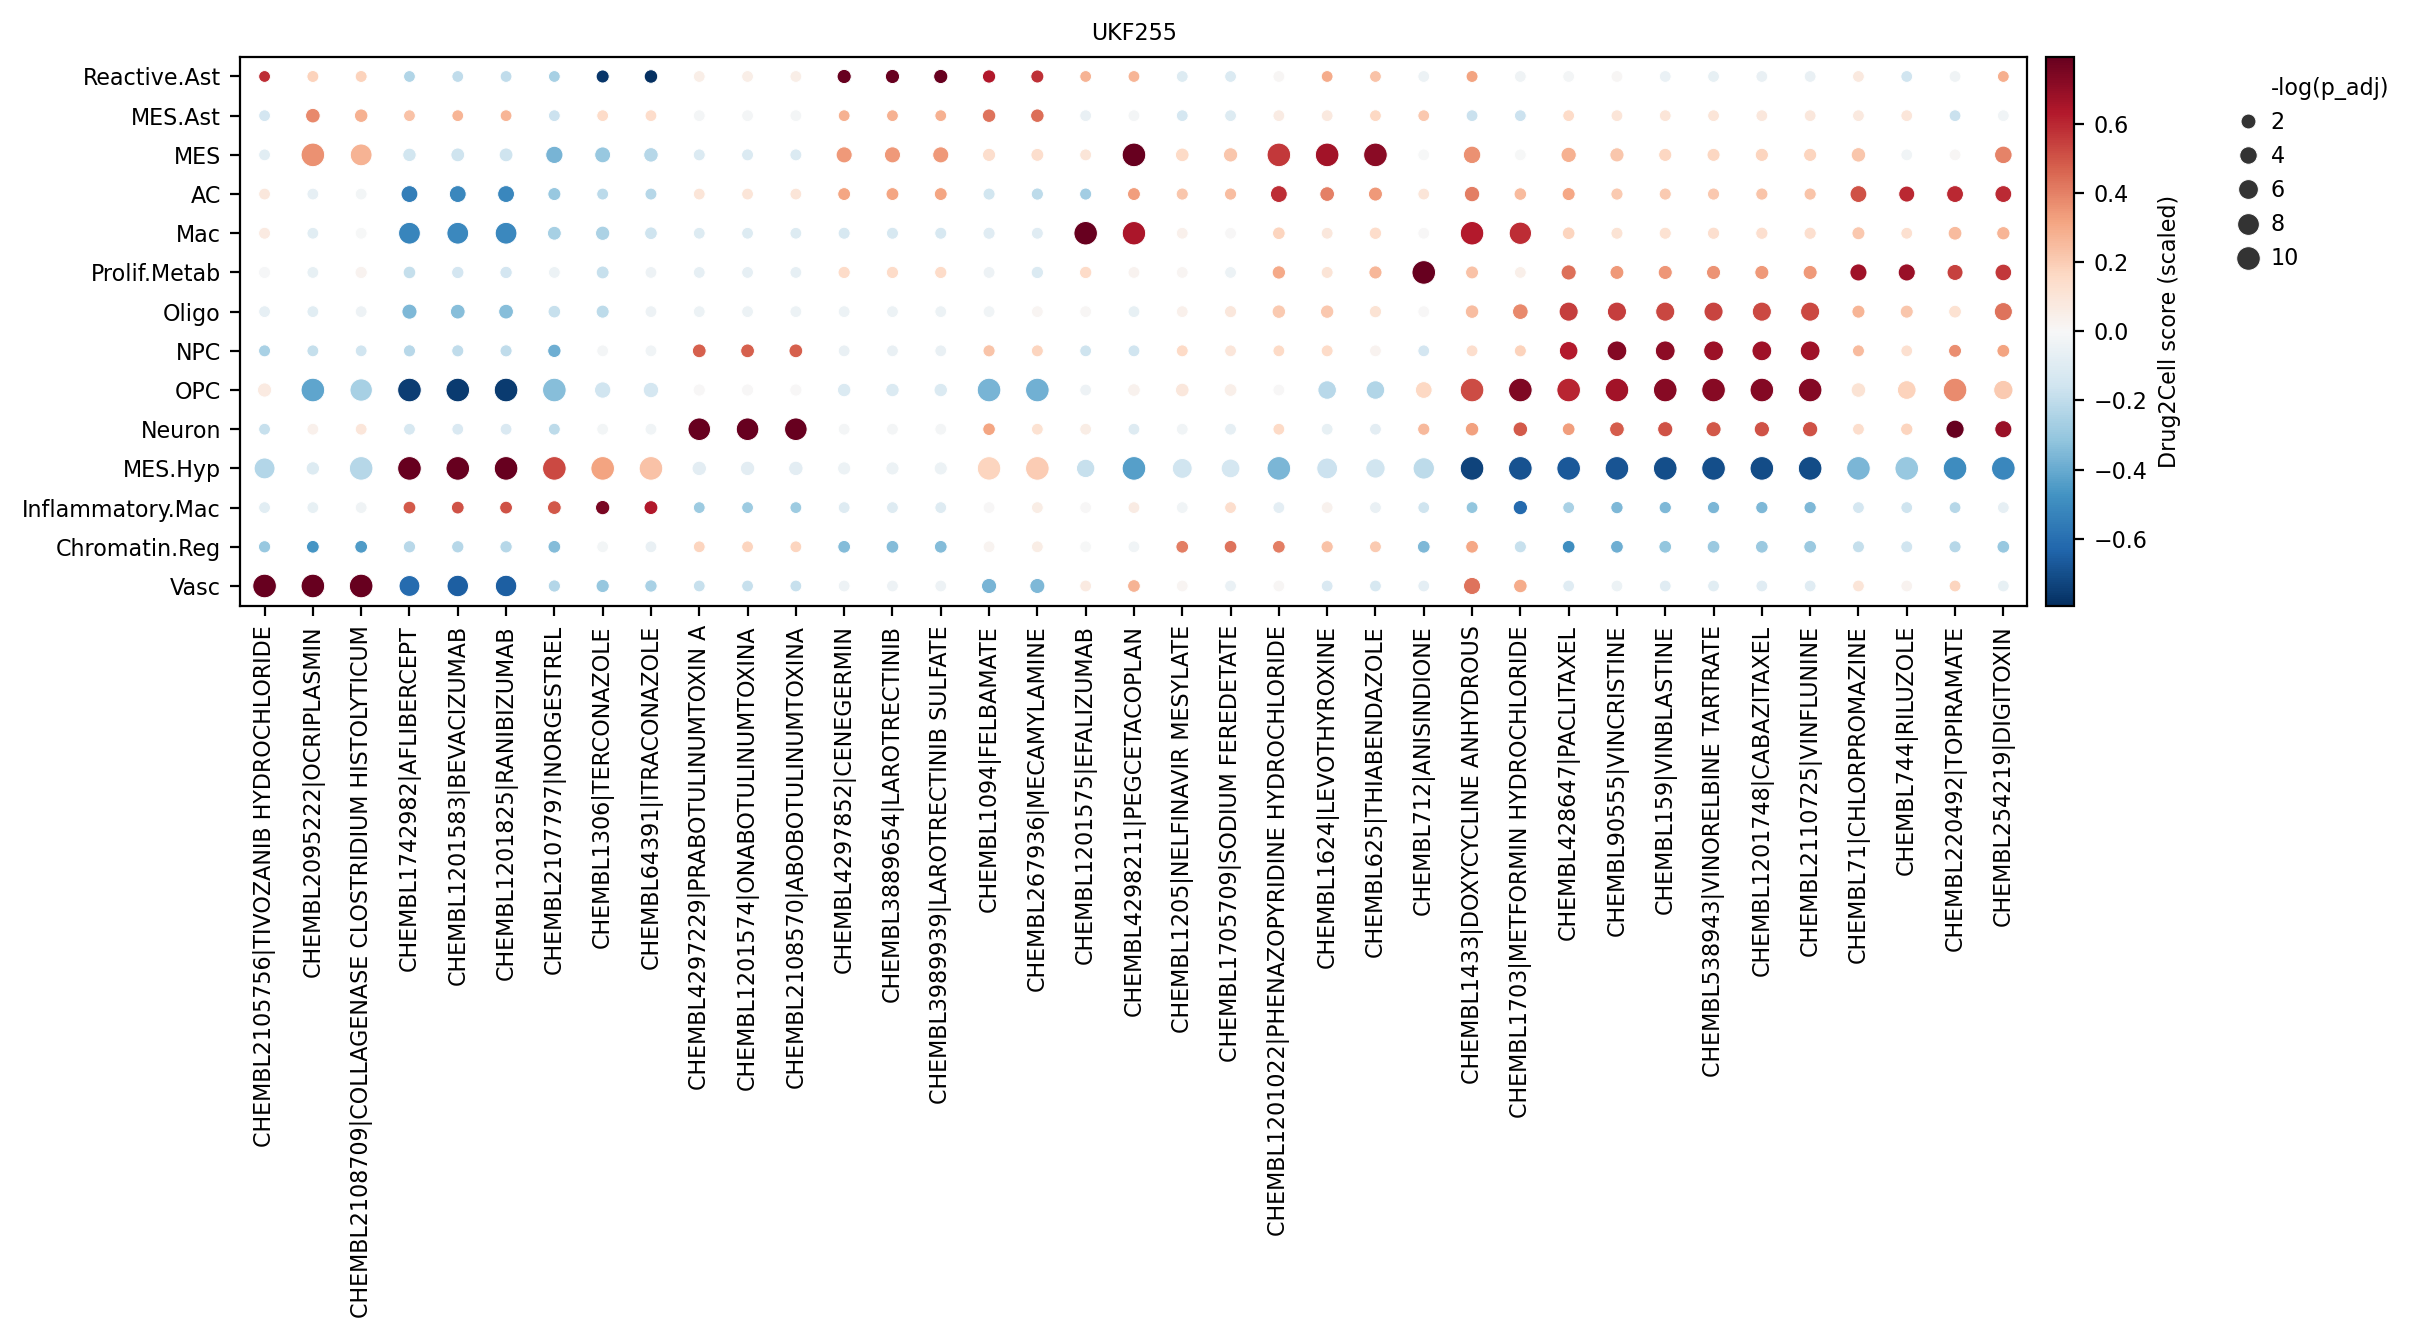 UKF255
Reactive.Ast
MES.Ast
MES
AC
Mac
Prolif.Metab
Oligo
NPC
OPC
Neuron
MES.Hyp
Inflammatory.Mac
Chromatin.Reg
Vasc
CHEMBL2105756|TIVOZANIB HYDROCHLORIDE
CHEMBL2095222|OCRIPLASMIN
CHEMBL2108709|COLLAGENASE CLOSTRIDIUM HISTOLYTICUM
CHEMBL1742982|AFLIBERCEPT
CHEMBL1201583|BEVACIZUMAB
CHEMBL1201825|RANIBIZUMAB
CHEMBL2107797|NORGESTREL
CHEMBL1306|TERCONAZOLE
CHEMBL64391|ITRACONAZOLE
CHEMBL4297229|PRABOTULINUMTOXIN A
CHEMBL1201574|ONABOTULINUMTOXINA
CHEMBL2108570|ABOBOTULINUMTOXINA
CHEMBL4297852|CENEGERMIN
CHEMBL3889654|LAROTRECTINIB
CHEMBL3989939|LAROTRECTINIB SULFATE
CHEMBL1094|FELBAMATE
CHEMBL267936|MECAMYLAMINE
CHEMBL1201575|EFALIZUMAB
CHEMBL4298211|PEGCETACOPLAN
CHEMBL1205|NELFINAVIR MESYLATE
CHEMBL1705709|SODIUM FEREDETATE
CHEMBL1201022|PHENAZOPYRIDINE HYDROCHLORIDE
CHEMBL1624|LEVOTHYROXINE
CHEMBL625|THIABENDAZOLE
CHEMBL712|ANISINDIONE
CHEMBL1433|DOXYCYCLINE ANHYDROUS
CHEMBL1703|METFORMIN HYDROCHLORIDE
CHEMBL428647|PACLITAXEL
CHEMBL90555|VINCRISTINE
CHEMBL159|VINBLASTINE
CHEMBL538943|VINORELBINE TARTRATE
CHEMBL1201748|CABAZITAXEL
CHEMBL2110725|VINFLUNINE
CHEMBL71|CHLORPROMAZINE
CHEMBL744|RILUZOLE
CHEMBL220492|TOPIRAMATE
CHEMBL254219|DIGITOXIN
0.6
0.4
0.2
0.0
−0.2
−0.4
−0.6
Drug2Cell score (scaled)
-log(p_adj)
2
4
6
8
10